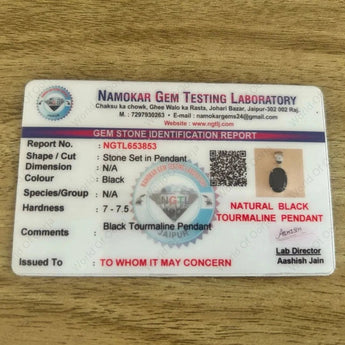 NAMOKAR GEM TESTING LABORATORY
Chaksu ka chowk, Ghee Walo ka Rasta, Johari Bazar, Jaipur-302 002 Raj.
M. : 7297930263 • E-mail : namokargems24@gmail.com
Website : www.ngtlj.com
GEM STONE IDENTIFICATION REPORT
Report No. : NGTL653853
Shape / Cut : Stone Set in Pendant
Dimension : N/A
Colour : Black
Species/Group : N/A
Hardness : 7 - 7.5
Comments : Black Tourmaline Pendant
NATURAL BLACK
TOURMALINE PENDANT
NGTL
JAIPUR
Lab Director
Aashish Jain
Issued To : TO WHOM IT MAY CONCERN